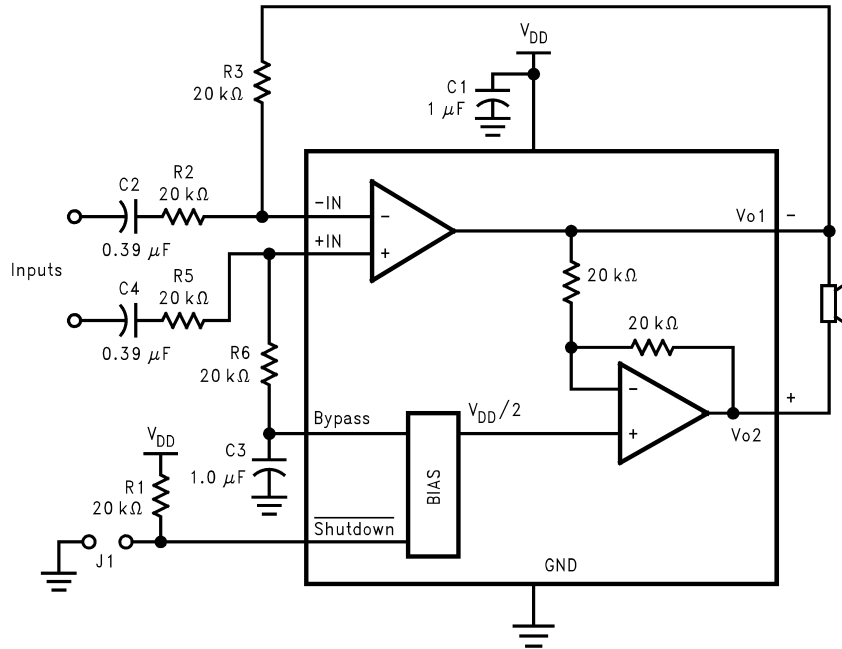 V_DD
R3
20 kΩ
C1
1 μF
C2
0.39 μF
R2
20 kΩ
-IN
-
Vo1
-
+IN
+
Inputs
C4
0.39 μF
R5
20 kΩ
20 kΩ
20 kΩ
R6
20 kΩ
-
+
Bypass
V_DD/2
+
Vo2
C3
1.0 μF
V_DD
R1
20 kΩ
BIAS
Shutdown
J1
GND